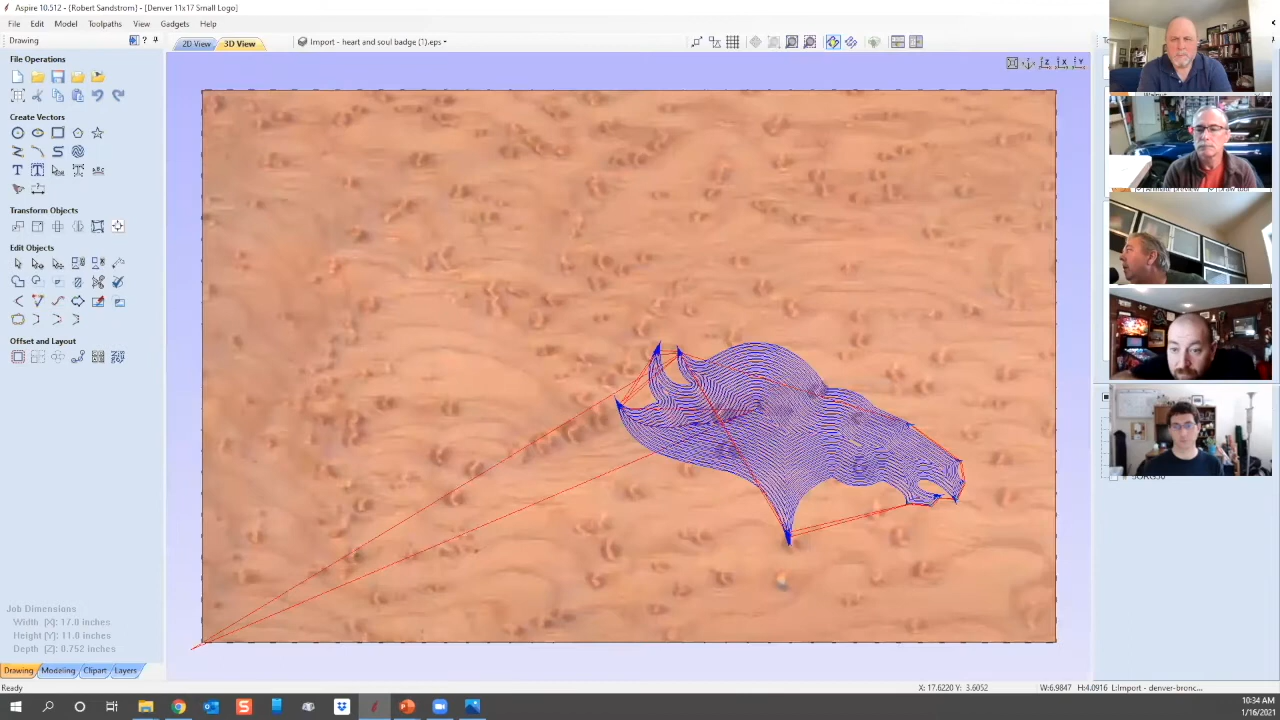 Aspire 10.512 - {Robert Sandstrom} - [Denver 11x17 Small Logo]
File Edit Model Toolpaths View Gadgets Help
Drawing
2D View 3D View Import - heart and soul badge (1).eps
File Operations
Create Vectors
Transform Objects
Edit Objects
Offset and Layout
Job Dimensions
Width (X): 17.0 inches
Height (Y): 11.0 inches
Depth (Z): 0.752 inches
Drawing Modeling Clipart Layers
Ready
X: 17.6220 Y: 3.6052
W:6.9847 H:4.0916 L:Import - denver-bronc...
10:34 AM
1/16/2021